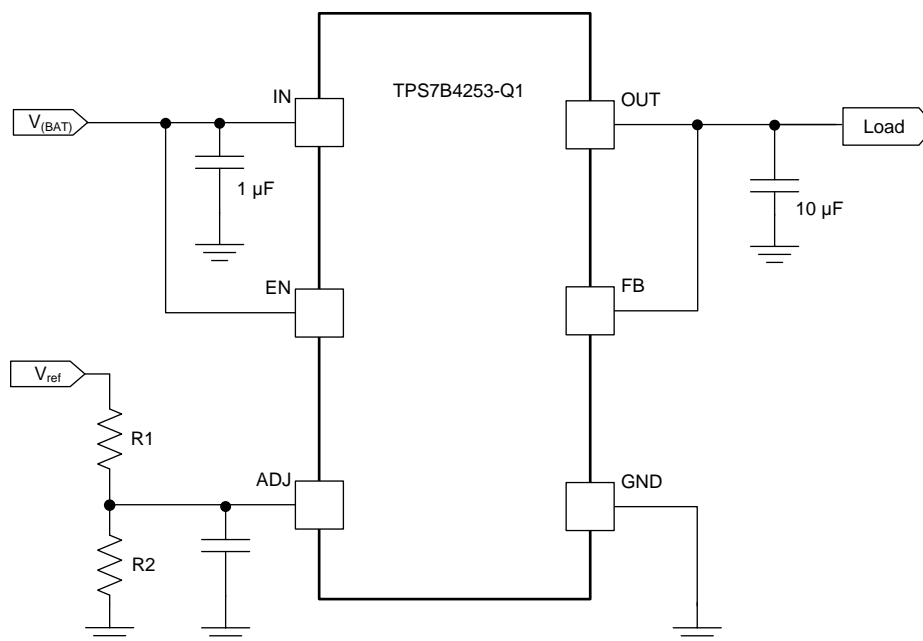 TPS7B4253-Q1
IN
OUT
V(BAT)
Load
1 µF
10 µF
EN
FB
Vref
R1
ADJ
GND
R2